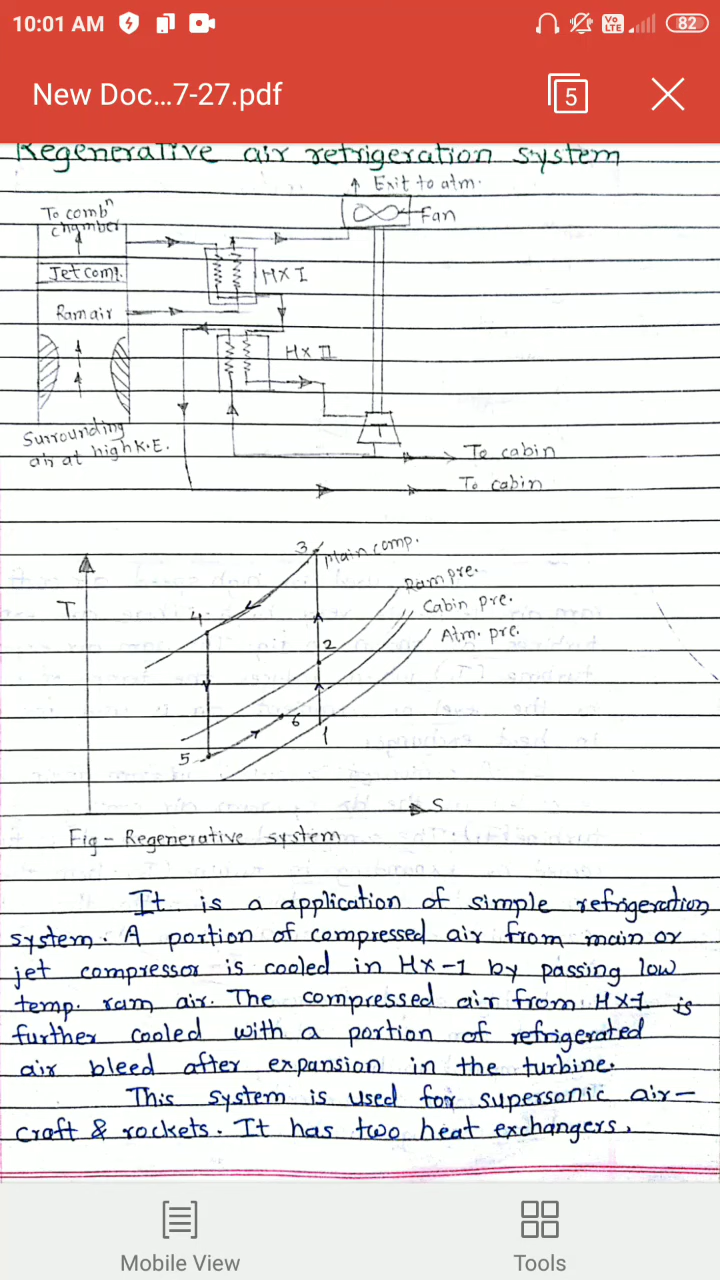 10:01 AM
Vo LTE
82
New Doc...7-27.pdf
5
Regenerative air refrigeration system
Exit to atm.
Fan
To combⁿ
chamber
Jet comp.
HX I
Ram air
HX II
Surrounding
air at high K.E.
T
To cabin
To cabin
3
Main comp.
Ram pre.
Cabin pre.
Atm. pre.
T
4
2
6
1
5
S
Fig - Regenerative system
It is a application of simple refrigeration
system. A portion of compressed air from main or
jet compressor is cooled in HX-1 by passing low
temp. ram air. The compressed air from HX1 is
further cooled with a portion of refrigerated
air bleed after expansion in the turbine.
This system is used for supersonic air-
craft & rockets. It has two heat exchangers.
Mobile View
Tools